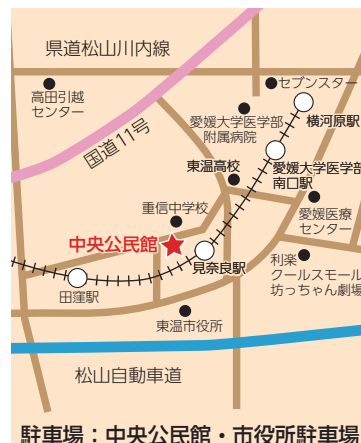 県道松山川内線
セブンスター
高田引越
センター
愛媛大学医学部
附属病院
横河原駅
国道11号
東温高校
愛媛大学医学部
南口駅
重信中学校
愛媛医療
センター
中央公民館
見奈良駅
利楽
クールスモール
坊っちゃん劇場
田窪駅
東温市役所
松山自動車道
駐車場:中央公民館・市役所駐車場